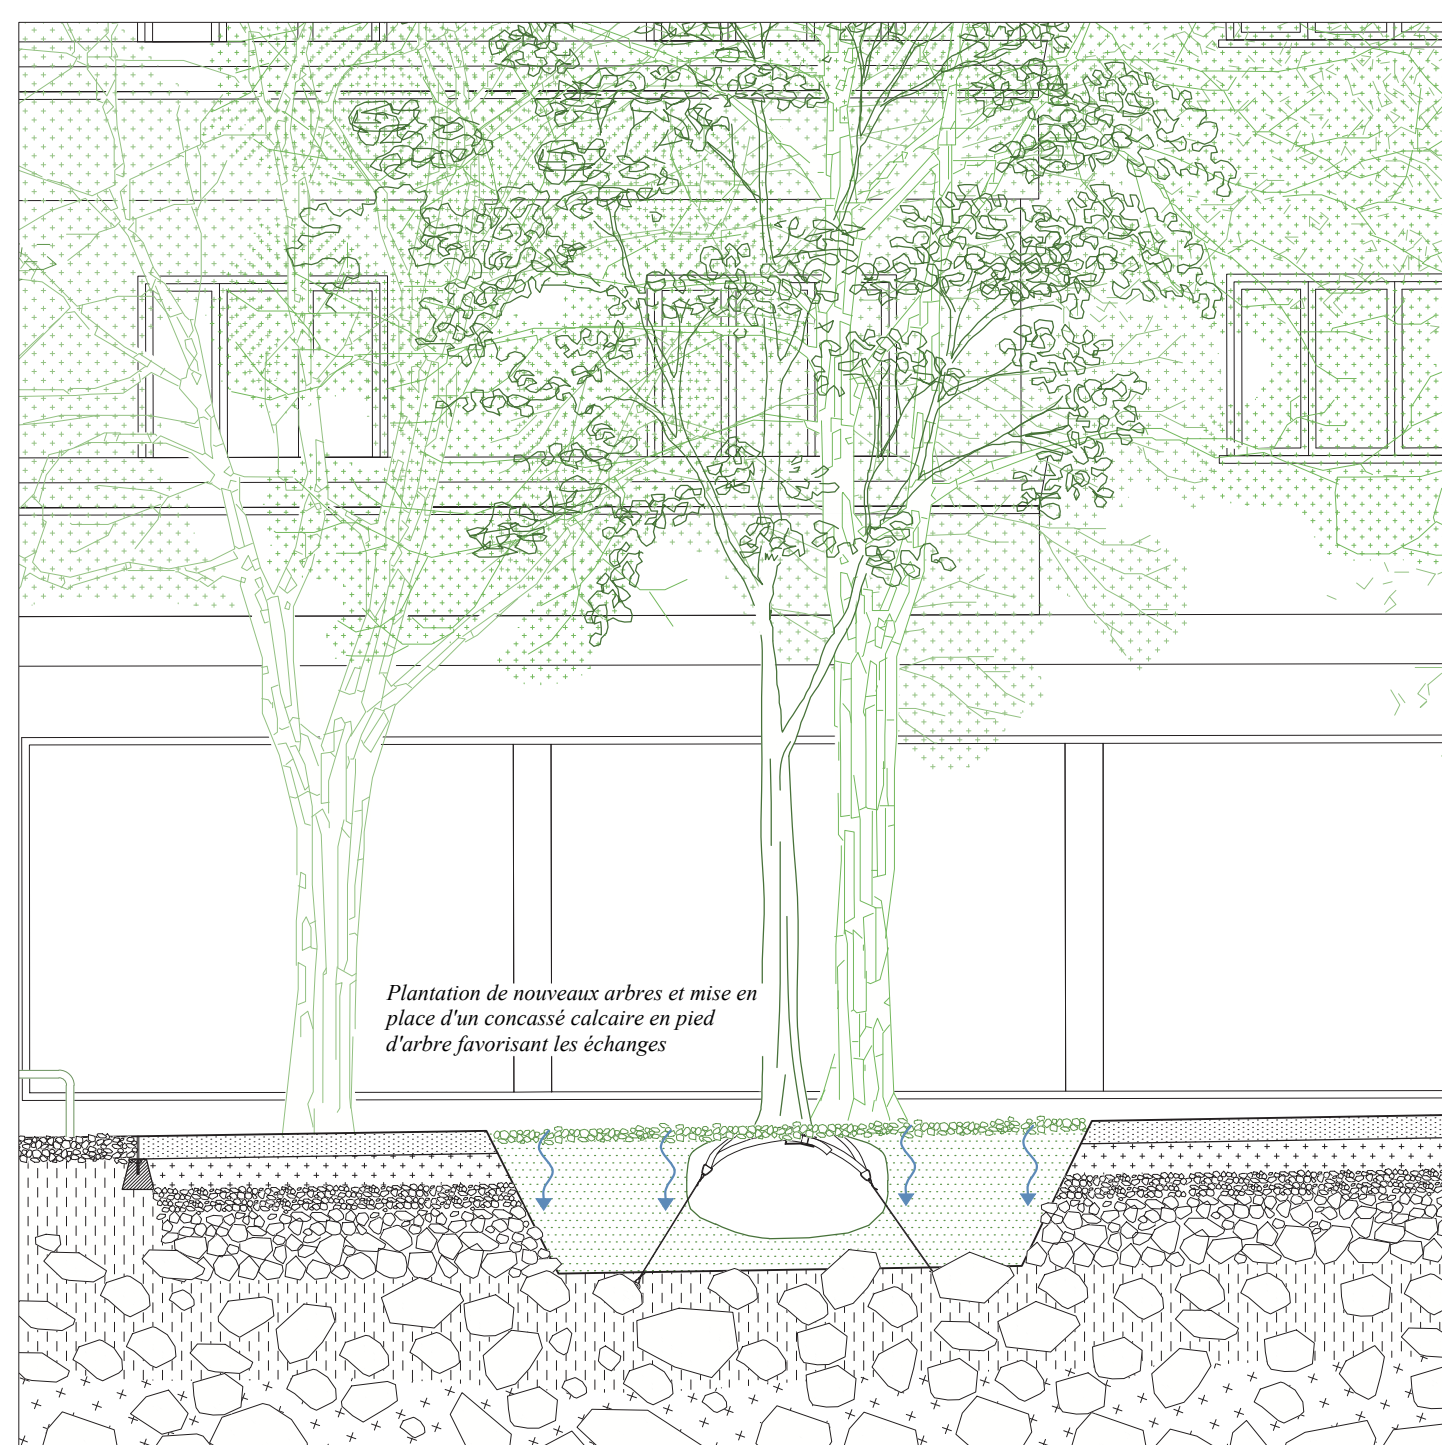 Plantation de nouveaux arbres et mise en
place d'un concassé calcaire en pied
d'arbre favorisant les échanges